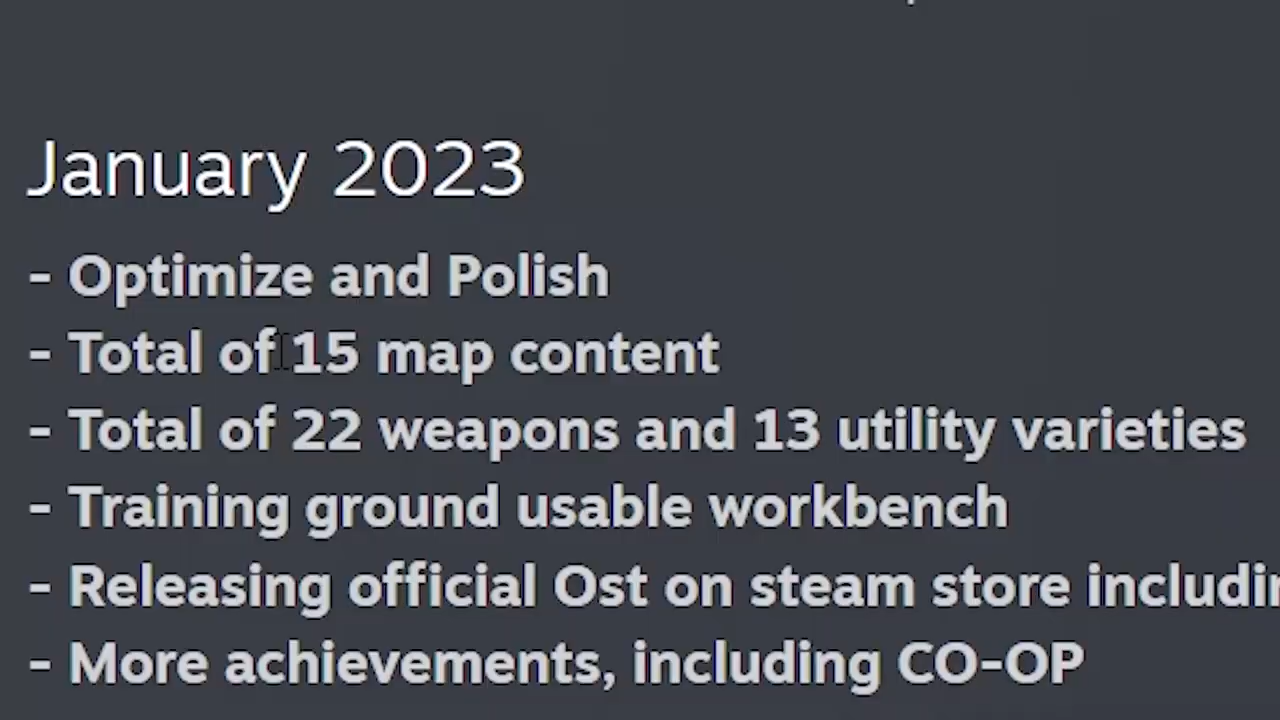 January 2023
- Optimize and Polish
- Total of 15 map content
- Total of 22 weapons and 13 utility varieties
- Training ground usable workbench
- Releasing official Ost on steam store
- More achievements, including CO-OP